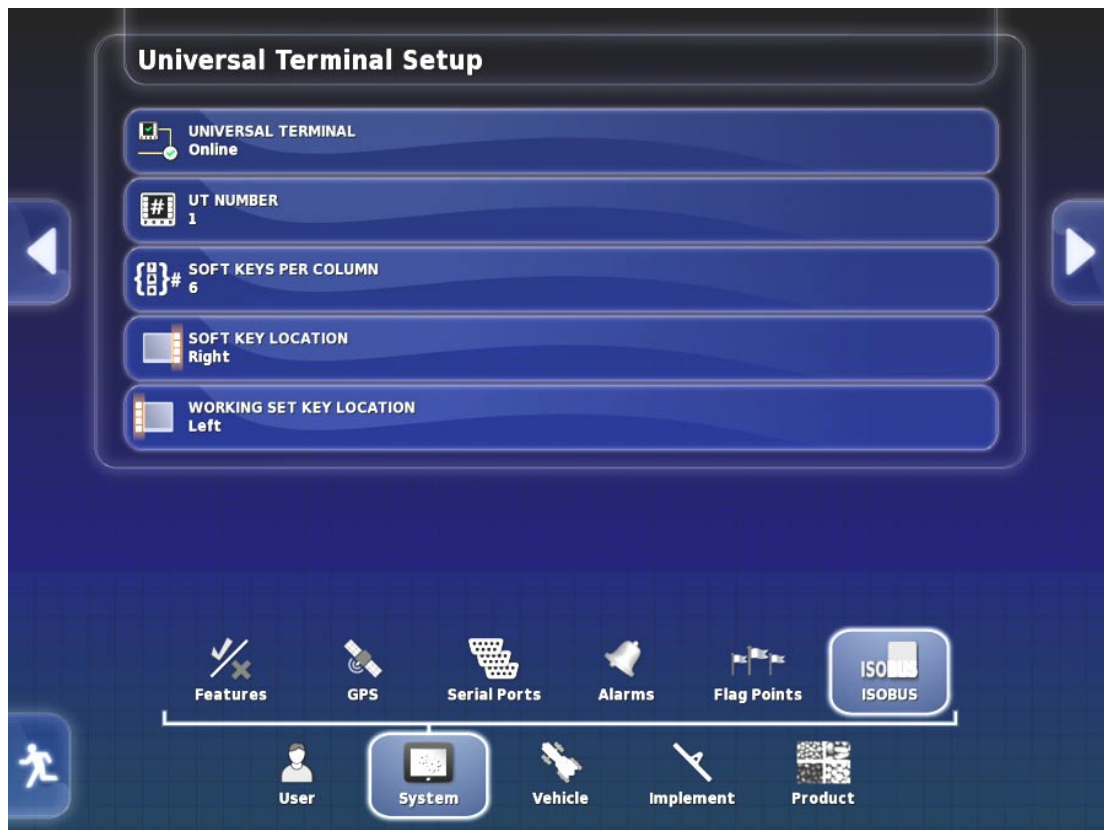 Universal Terminal Setup
UNIVERSAL TERMINAL
Online
#
UT NUMBER
1
#
SOFT KEYS PER COLUMN
6
SOFT KEY LOCATION
Right
WORKING SET KEY LOCATION
Left
ISOBUS
Features
GPS
Serial Ports
Alarms
Flag Points
ISOBUS
User
System
Vehicle
Implement
Product